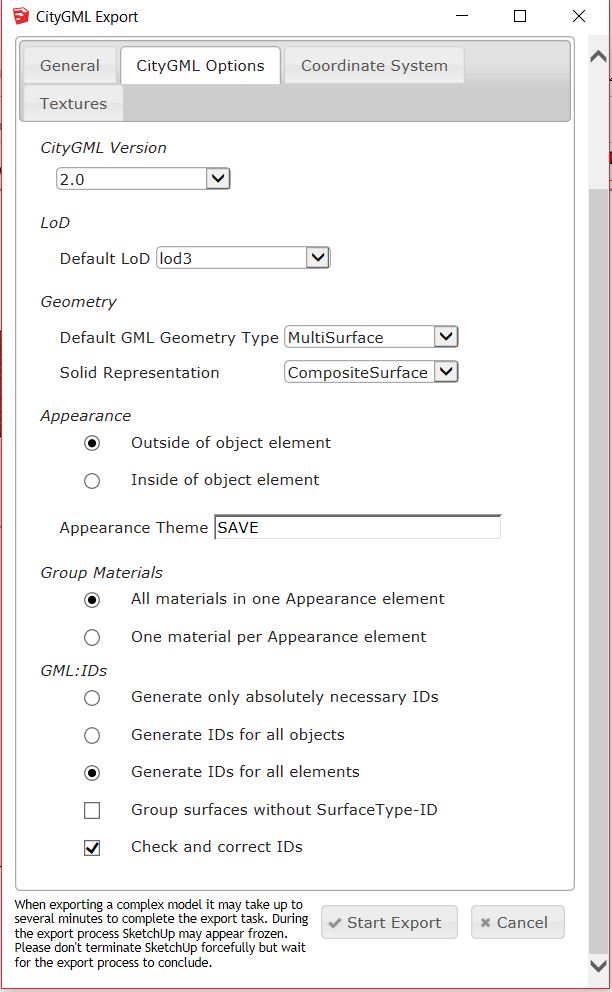 CityGML Export
General CityGML Options Coordinate System
Textures
CityGML Version
2.0
LoD
Default LoD lod3
Geometry
Default GML Geometry Type MultiSurface
Solid Representation CompositeSurface
Appearance
Outside of object element
Inside of object element
Appearance Theme SAVE
Group Materials
All materials in one Appearance element
One material per Appearance element
GML:IDs
Generate only absolutely necessary IDs
Generate IDs for all objects
Generate IDs for all elements
Group surfaces without SurfaceType-ID
Check and correct IDs
When exporting a complex model it may take up to
several minutes to complete the export task. During
the export process SketchUp may appear frozen.
Please don't terminate SketchUp forcefully but wait
for the export process to conclude.
Start Export Cancel